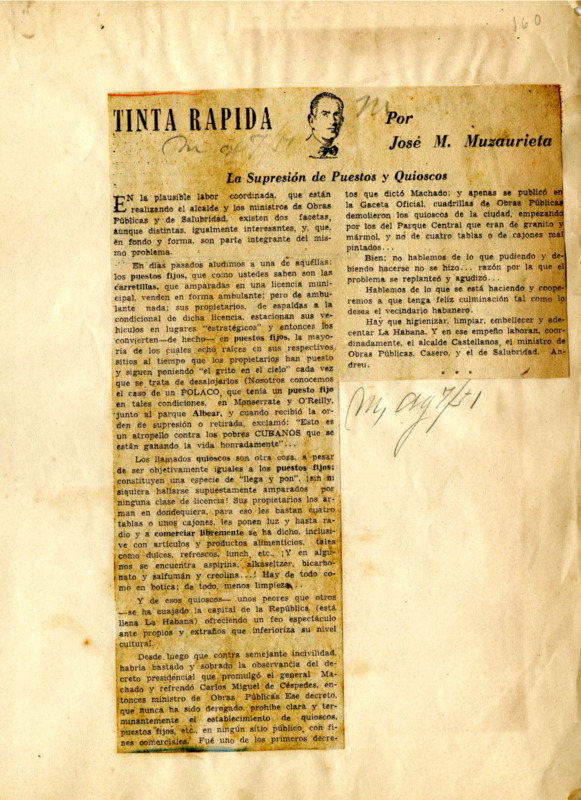 160
TINTA RAPIDA
Por
José M. Muzaurieta
La Supresión de Puestos y Quioscos
EN la plausible labor coordinada, que están
realizando el alcalde y los ministros de Obras
Públicas y de Salubridad, existen dos facetas,
aunque distintas, igualmente interesantes, y, que,
en fondo y forma, son parte integrante del mis-
mo problema.
En días pasados aludimos a una de aquéllas:
los puestos fijos, que como ustedes saben son las
carretillas, que amparadas en una licencia muni-
cipal, venden en forma ambulante; pero de ambu-
lante nada; sus propietarios, de espaldas a la
condicional de dicha licencia, estacionan sus ve-
hículos en lugares "estratégicos" y entonces los
convierten—de hecho—en puestos fijos, la mayo-
ría de los cuales echó raíces en sus respectivos
sitios al tiempo que los propietarios han puesto
y siguen poniendo "el grito en el cielo" cada vez
que se trata de desalojarlos (Nosotros conocemos
el caso de un POLACO, que tenía un puesto fijo
en tales condiciones, en Monserrate y O'Reilly,
junto al parque Albear, y cuando recibió la or-
den de supresión o retirada, exclamó: "Esto es
un atropello contra los pobres CUBANOS que se
están ganando la vida honradamente"...
Los llamados quioscos son otra cosa, a pesar
de ser objetivamente iguales a los puestos fijos;
constituyen una especie de "llega y pon", ¡sin ni
siquiera hallarse supuestamente amparados por
ninguna clase de licencia! Sus propietarios los ar-
man en dondequiera, para eso les bastan cuatro
tablas o unos cajones, les ponen luz y hasta ra-
dio y a comerciar libremente se ha dicho, inclusi-
ve con artículos y productos alimenticios, tales
como dulces, refrescos, lunch, etc., ¡Y en algu-
nos se encuentra aspirina, alkaseltzer, bicarbo-
nato y salfumán y creolina...! Hay de todo co-
mo en botica; de todo, menos limpieza...
Y de esos quioscos— unos peores que otros
—se ha cuajado la capital de la República (está
llena La Habana) ofreciendo un feo espectáculo
ante propios y extraños que inferioriza su nivel
cultural.
Desde luego que contra semejante incivilidad,
habría bastado y sobrado la observancia del de-
creto presidencial que promulgó el general Ma-
chado y refrendó Carlos Miguel de Céspedes, en-
tonces ministro de Obras Públicas Ese decreto,
que nunca ha sido derogado, prohibe clara y ter-
minantemente el establecimiento de quioscos,
puestos fijos, etc., en ningún sitio público, con fi-
nes comerciales. Fué uno de los primeros decre-
tos que dictó Machado; y apenas se publicó en
la Gaceta Oficial, cuadrillas de Obras Públicas
demolieron los quioscos de la ciudad, empezando
por los del Parque Central que eran de granito y
mármol, y no de cuatro tablas o de cajones mal
pintados...
Bien; no hablemos de lo que pudiendo y de-
biendo hacerse no se hizo... razón por la que el
problema se replanteó y agudizó...
Hablemos de lo que se está haciendo y coope-
remos a que tenga feliz culminación tal como lo
desea el vecindario habanero.
Hay que higienizar, limpiar, embellecer y ade-
centar La Habana. Y en ese empeño laboran, coor-
dinadamente, el alcalde Castellanos, el ministro de
Obras Públicas, Casero, y el de Salubridad. An-
dreu.
* * *
M, ag 7/51